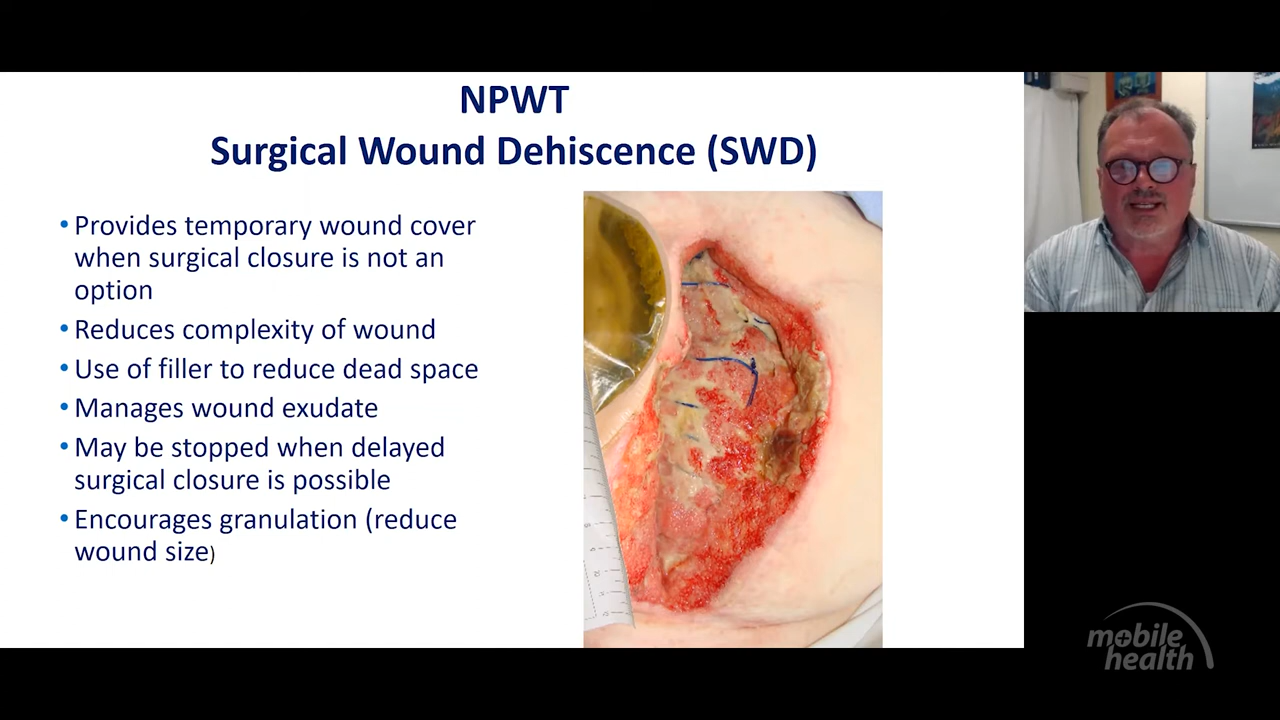 NPWT
Surgical Wound Dehiscence (SWD)
• Provides temporary wound cover
when surgical closure is not an
option
• Reduces complexity of wound
• Use of filler to reduce dead space
• Manages wound exudate
• May be stopped when delayed
surgical closure is possible
• Encourages granulation (reduce
wound size)
mobile
health